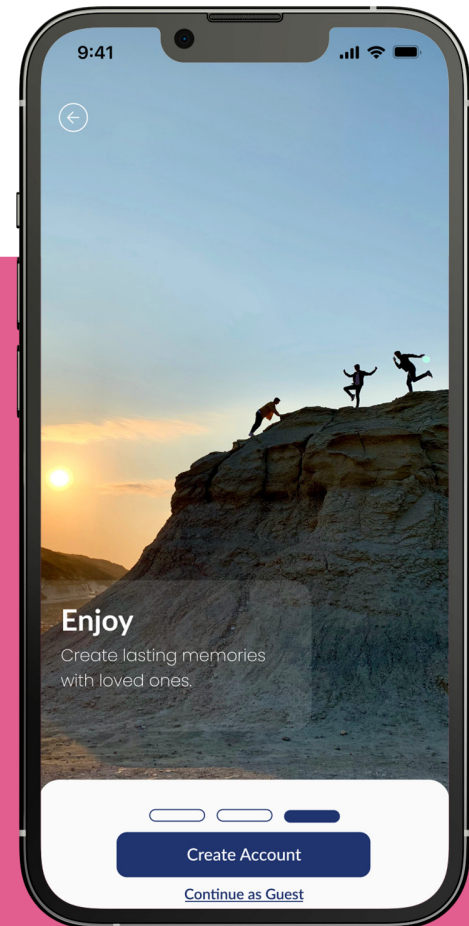 9:41
Enjoy
Create lasting memories
with loved ones.
Create Account
Continue as Guest